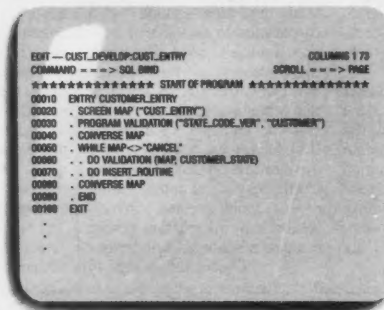 EDIT — CUST_DEVELOP:CUST_ENTRY COLUMNS 1 73
COMMAND = = = > SQL BIND SCROLL = = = > PAGE
★★★★★★★★★★★★★★ START OF PROGRAM ★★★★★★★★★★★★★★
00010 ENTRY CUSTOMER_ENTRY
00020 . SCREEN MAP ("CUST_ENTRY")
00030 . PROGRAM VALIDATION ("STATE_CODE_VER", "CUSTOMER")
00040 . CONVERSE MAP
00050 . WHILE MAP<>"CANCEL"
00060 . . DO VALIDATION (MAP, CUSTOMER_STATE)
00070 . . DO INSERT_ROUTINE
00080 . CONVERSE MAP
00090 . END
00100 EXIT
.
.
.